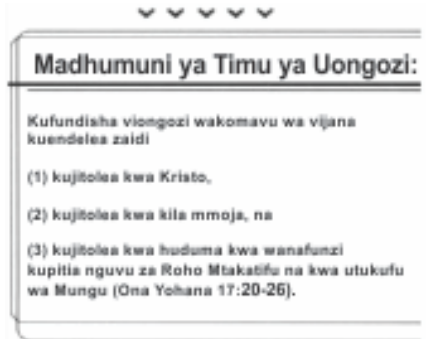 Madhumuni ya Timu ya Uongozi:
Kufundisha viongozi wakomavu wa vijana
kuendelea zaidi
(1) kujitolea kwa Kristo,
(2) kujitolea kwa kila mmoja, na
(3) kujitolea kwa huduma kwa wanafunzi
kupitia nguvu za Roho Mtakatifu na kwa utukufu
wa Mungu (Ona Yohana 17:20-26).